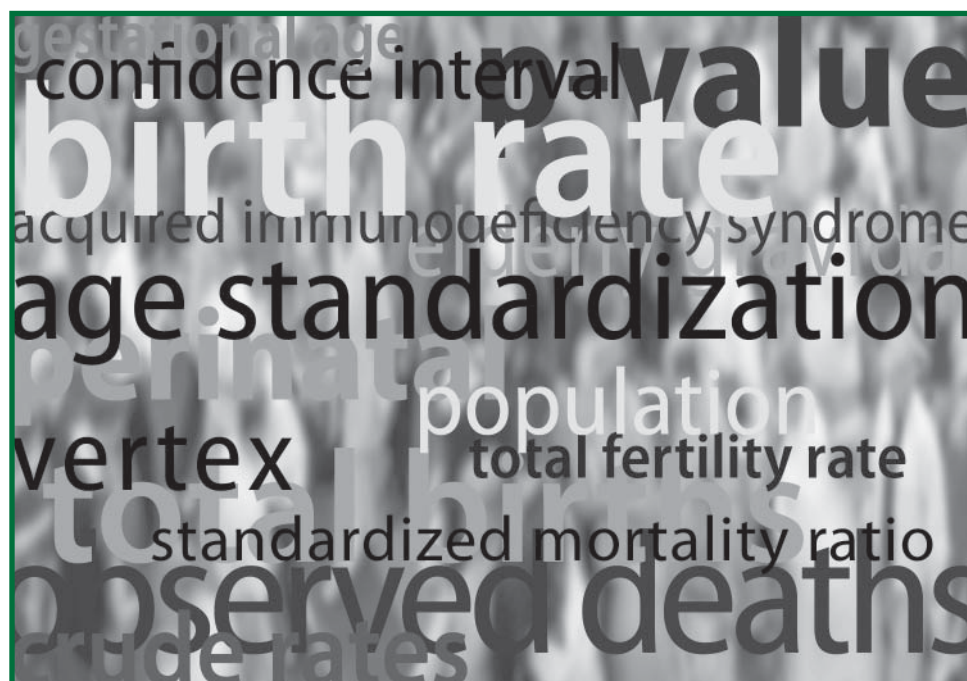 gestational age
confidence interval
p-value
birth rate
acquired immunodeficiency syndrome
elderly gravida
age standardization
perinatal
population
vertex
total fertility rate
total births
standardized mortality ratio
observed deaths
crude rates